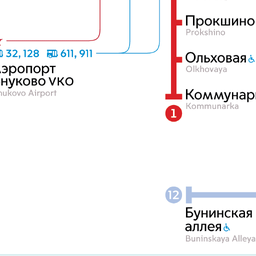 Прокшино
Prokshino
32, 128 611, 911
Ольховая
Olkhovaya
эропорт
нуково VKO
nukovo Airport
Коммунар
Kommunarka
1
12
Бунинская
аллея
Buninskaya Alleya